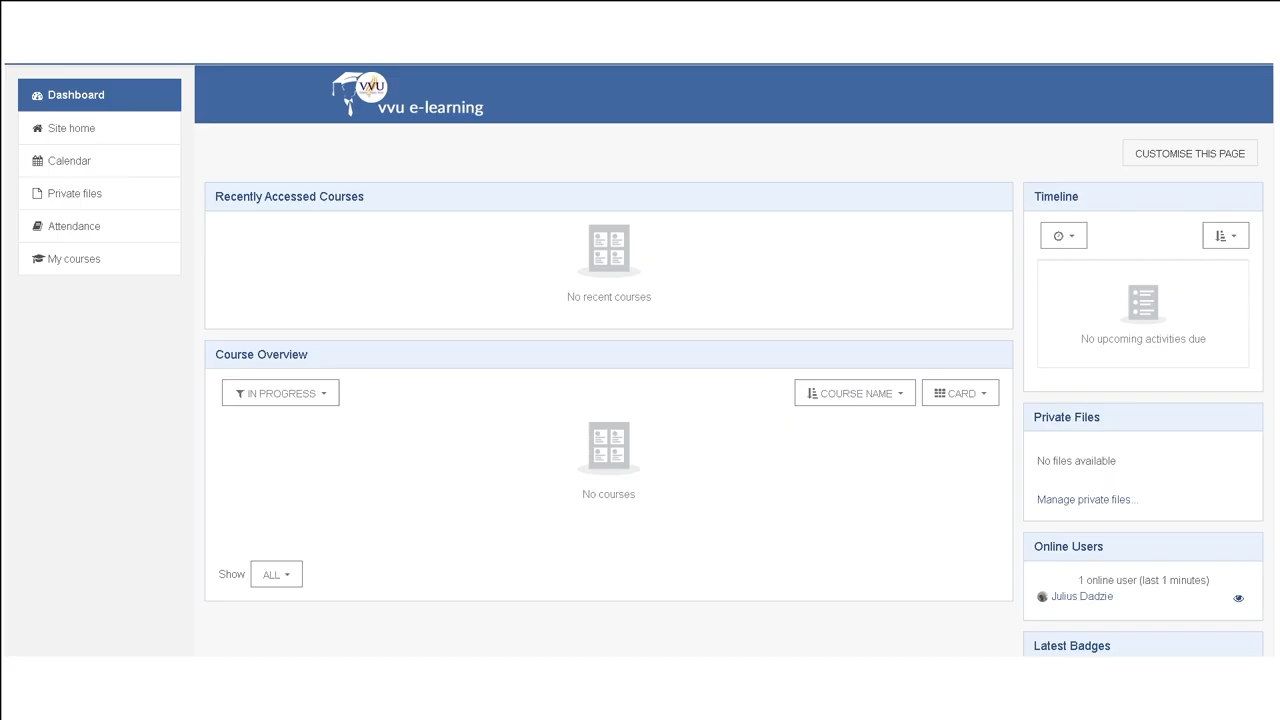 VVU
vvu e-learning
Dashboard
Site home
Calendar
Private files
Attendance
My courses
CUSTOMISE THIS PAGE
Recently Accessed Courses
No recent courses
Course Overview
IN PROGRESS
COURSE NAME
CARD
No courses
Show ALL
Timeline
No upcoming activities due
Private Files
No files available
Manage private files...
Online Users
1 online user (last 1 minutes)
Julius Dadzie
Latest Badges